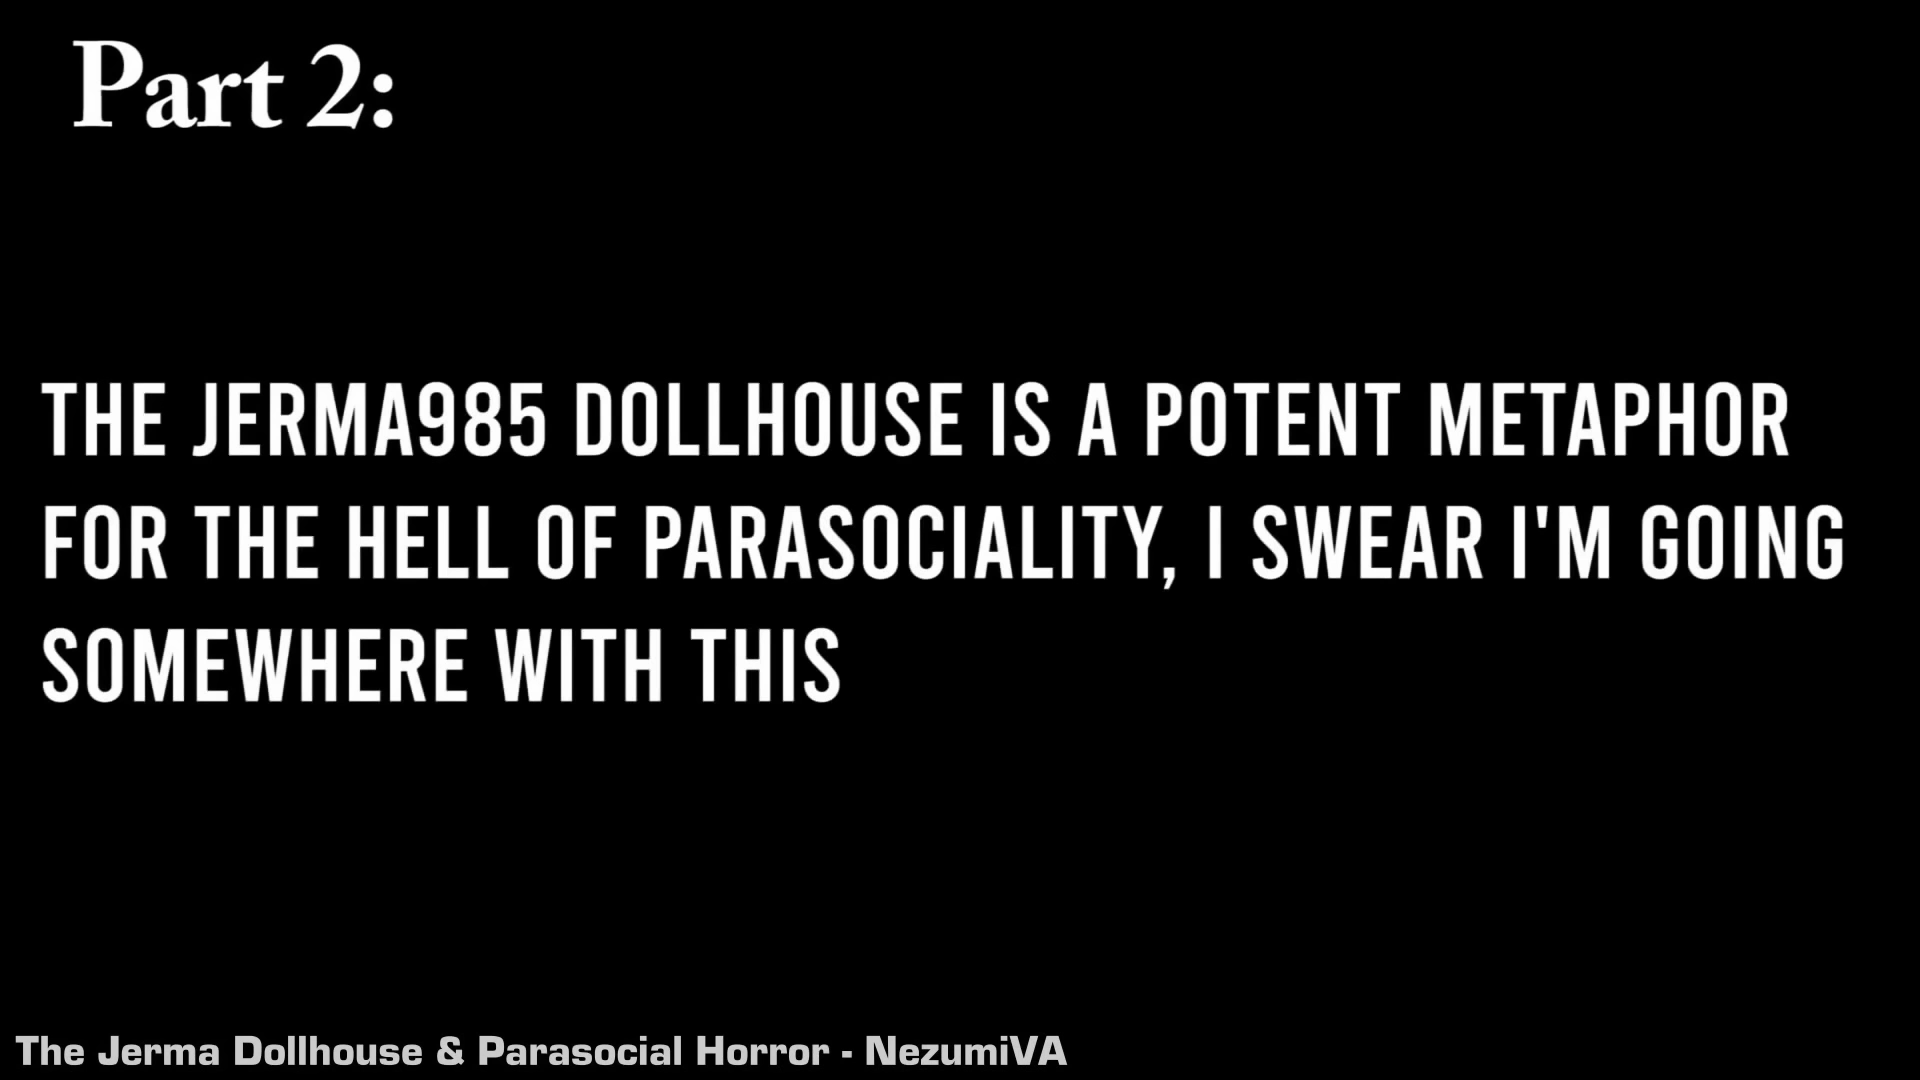 Part 2:
THE JERMA985 DOLLHOUSE IS A POTENT METAPHOR
FOR THE HELL OF PARASOCIALITY, I SWEAR I'M GOING
SOMEWHERE WITH THIS
The Jerma Dollhouse & Parasocial Horror - NezumiVA